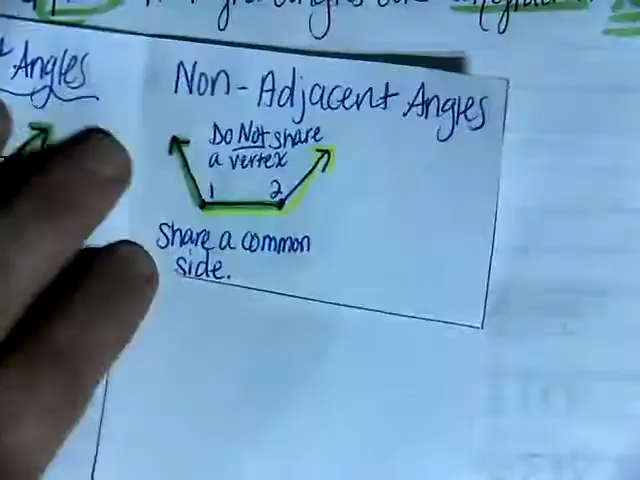 Angles
Non-Adjacent Angles
Do Not share
a vertex
1 2
Share a common
side.